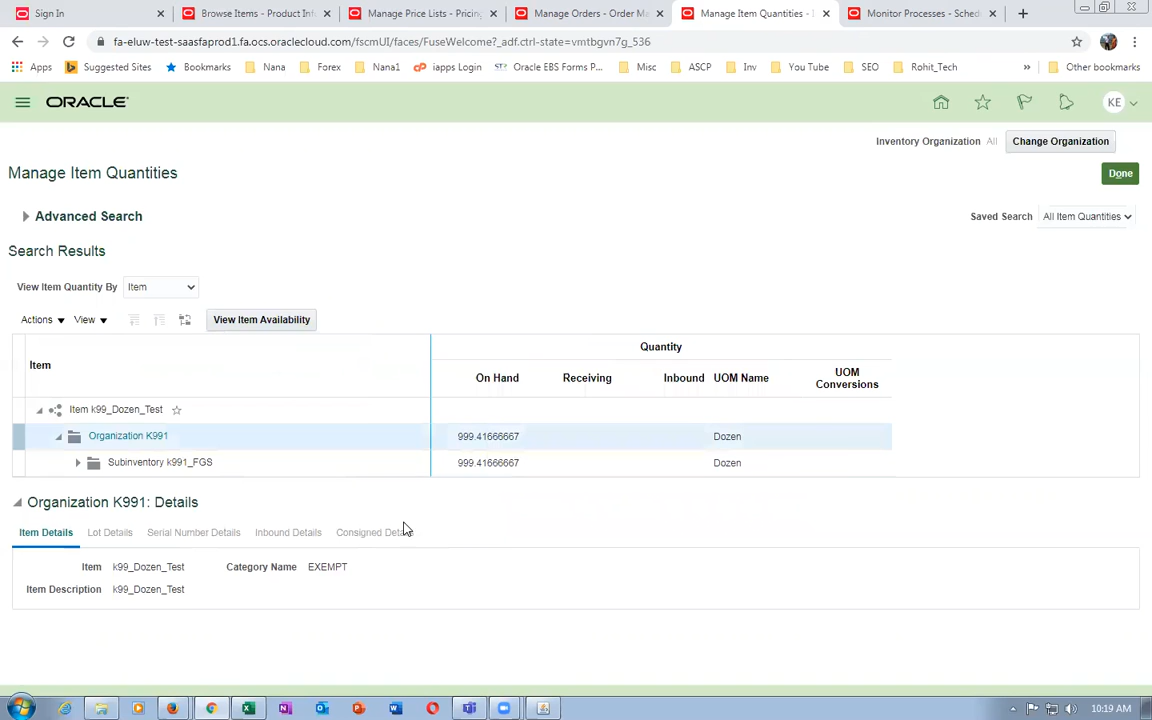 Sign In
Browse Items - Product Inf
Manage Price Lists - Pricing
Manage Orders - Order Ma
Manage Item Quantities -
Monitor Processes - Sched
fa-eluw-test-saasfaprod1.fa.ocs.oraclecloud.com/fscmUI/faces/FuseWelcome?_adf.ctrl-state=vmtbgvn7g_536
Apps Suggested Sites Bookmarks Nana Forex Nana1 iapps Login Oracle EBS Forms P... Misc ASCP Inv You Tube SEO Rohit_Tech » Other bookmarks
ORACLE
KE
Inventory Organization All Change Organization
Manage Item Quantities
Done
Advanced Search
Saved Search All Item Quantities
Search Results
View Item Quantity By Item
Actions View View Item Availability
Quantity
Item On Hand Receiving Inbound UOM Name UOM Conversions
Item k99_Dozen_Test
Organization K991 999.41666667 Dozen
Subinventory k991_FGS 999.41666667 Dozen
Organization K991: Details
Item Details Lot Details Serial Number Details Inbound Details Consigned Details
Item k99_Dozen_Test Category Name EXEMPT
Item Description k99_Dozen_Test
10:19 AM